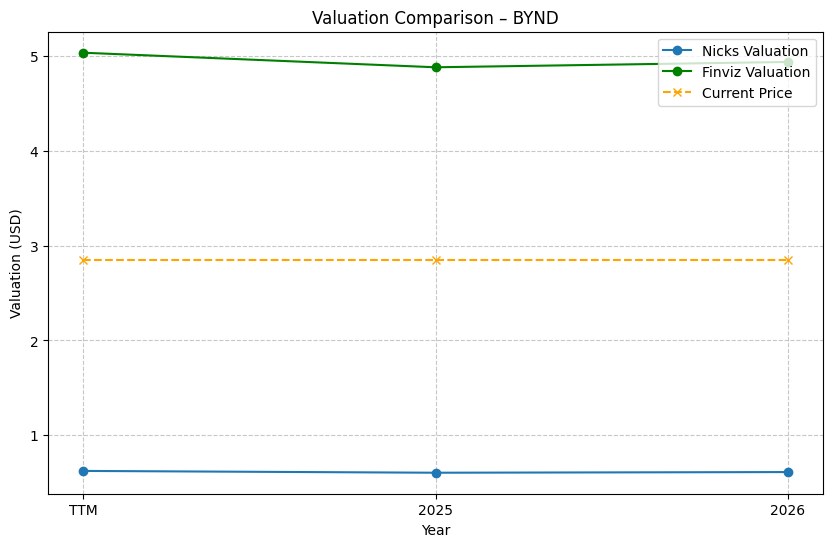 Valuation Comparison – BYND
Nicks Valuation
Finviz Valuation
Current Price
Valuation (USD)
5
4
3
2
1
TTM
2025
2026
Year